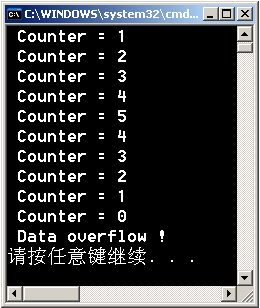 C:\WINDOWS\system32\cmd...
Counter = 1
Counter = 2
Counter = 3
Counter = 4
Counter = 5
Counter = 4
Counter = 3
Counter = 2
Counter = 1
Counter = 0
Data overflow !
请按任意键继续. . .